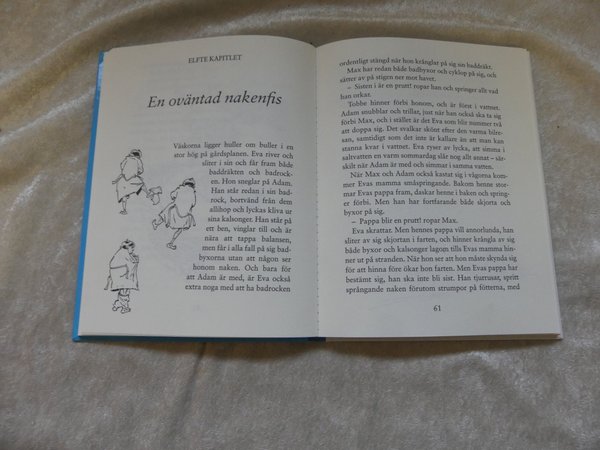 ELFTE KAPITLET
En oväntad nakenfis
Väskorna ligger huller om buller i en
stor hög på gårdsplanen. Eva river och
sliter i sin och får fram både
baddräkten och badrock-
en. Hon sneglar på Adam.
Han står redan i sin bad-
rock, bortvänd från dem
allihop och lyckas kliva ur
sina kalsonger. Han står på
ett ben, vinglar till och är
nära att tappa balansen,
men får i alla fall på sig bad-
byxorna utan att någon ser
honom naken. Och bara för
att Adam är med, är Eva också
extra noga med att ha badrocken
ordentligt stängd när hon krånglar på sig sin baddräkt.
Max har redan både badbyxor och cyklop på sig, och
sätter av på stigen ner mot havet.
– Sisten i är en prutt! ropar han och springer allt vad
han orkar.
Tobbe hinner förbi honom, och är först i vattnet.
Adam snubblar och trillar, just när han också ska ta sig
förbi Max, och i stället är det Eva som blir nummer två
att doppa sig. Det svalkar skönt efter den varma bilre-
san, samtidigt som det inte är kallare än att man kan
stanna kvar i vattnet. Eva ryser av lycka, att simma i
saltvatten en varm sommardag slår nog allt annat – sär-
skilt när Adam är med och simmar i samma vatten.
När Max och Adam också kastat sig i vågorna kom-
mer Evas mamma småspringande. Bakom henne stor-
mar Evas pappa fram, daskar henne i baken och spring-
er förbi. Men han har fortfarande både skjorta och
byxor på sig.
– Pappa blir en prutt! ropar Max.
Eva skrattar. Men hennes pappa vill annorlunda, han
sliter av sig skjortan i farten, och hinner krångla av sig
både byxor och kalsonger lagom tills Evas mamma hin-
ner ut på stranden. När hon ser att hon måste skynda sig
för att hinna före ökar hon farten. Men Evas pappa har
bestämt sig, han ska inte bli sist. Han tjurrusar, spritt
språngande naken förutom strumpor på fötterna, med
61